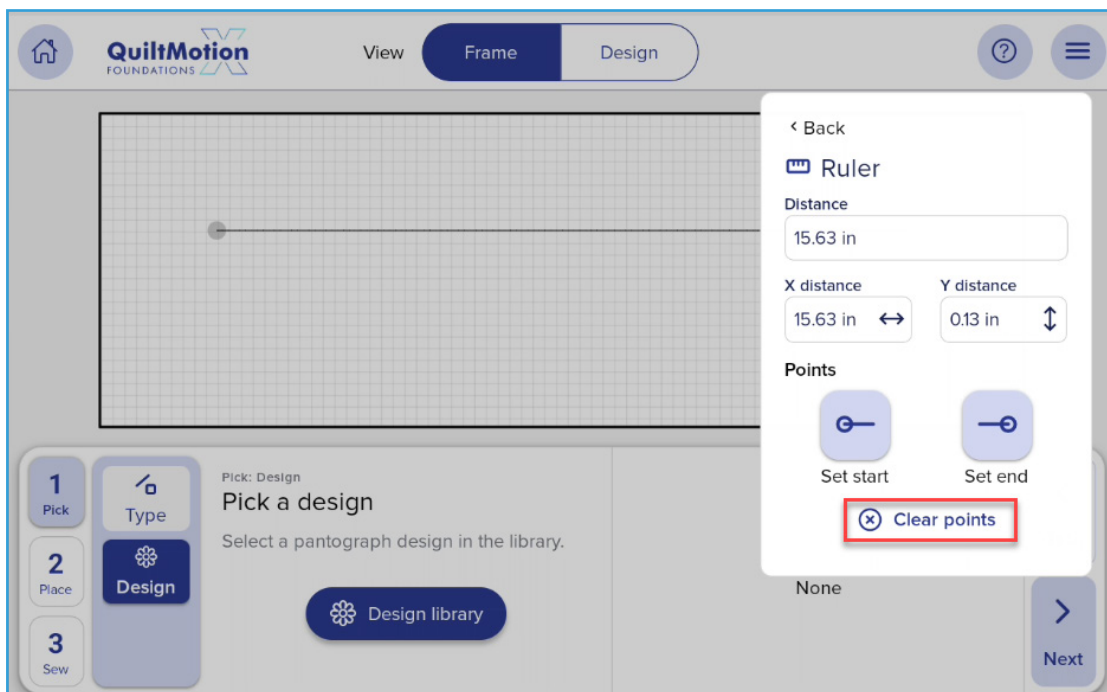 QuiltMotion X
FOUNDATIONS
View
Frame
Design
< Back
Ruler
Distance
15.63 in
X distance
Y distance
15.63 in
0.13 in
Points
Set start
Set end
Clear points
1
Pick
2
Place
3
Sew
Type
Design
Pick: Design
Pick a design
Select a pantograph design in the library.
Design library
None
Next